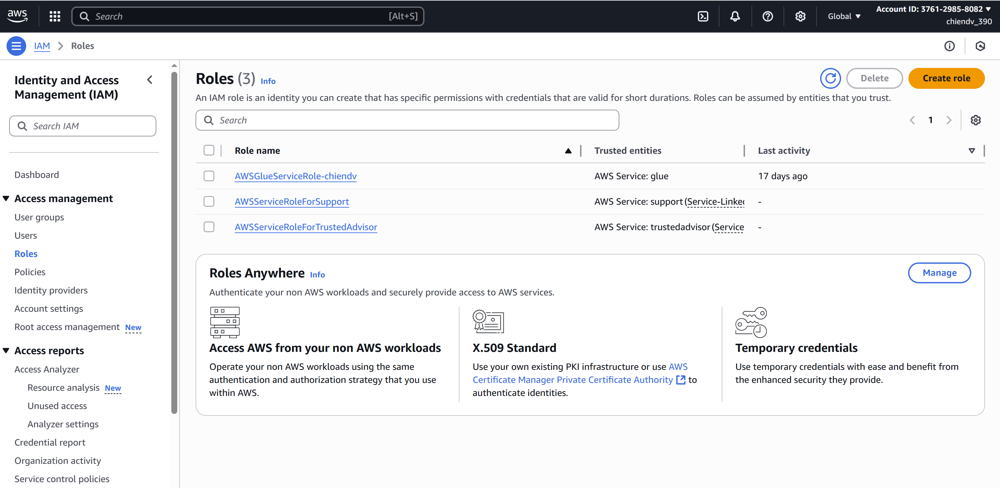 aws
Search
[Alt+S]
Global
Account ID: 3761-2985-8082
chiendv_390
IAM
Roles
Identity and Access
Management (IAM)
Search IAM
Dashboard
Access management
User groups
Users
Roles
Policies
Identity providers
Account settings
Root access management New
Access reports
Access Analyzer
Resource analysis New
Unused access
Analyzer settings
Credential report
Organization activity
Service control policies
Roles (3) Info
Delete
Create role
An IAM role is an identity you can create that has specific permissions with credentials that are valid for short durations. Roles can be assumed by entities that you trust.
Search
1
Role name
Trusted entities
Last activity
AWSGlueServiceRole-chiendv
AWS Service: glue
17 days ago
AWSServiceRoleForSupport
AWS Service: support (Service-Linked
-
AWSServiceRoleForTrustedAdvisor
AWS Service: trustedadvisor (Service
-
Roles Anywhere Info
Manage
Authenticate your non AWS workloads and securely provide access to AWS services.
Access AWS from your non AWS workloads
Operate your non AWS workloads using the same
authentication and authorization strategy that you use
within AWS.
X.509 Standard
Use your own existing PKI infrastructure or use AWS
Certificate Manager Private Certificate Authority to
authenticate identities.
Temporary credentials
Use temporary credentials with ease and benefit from
the enhanced security they provide.